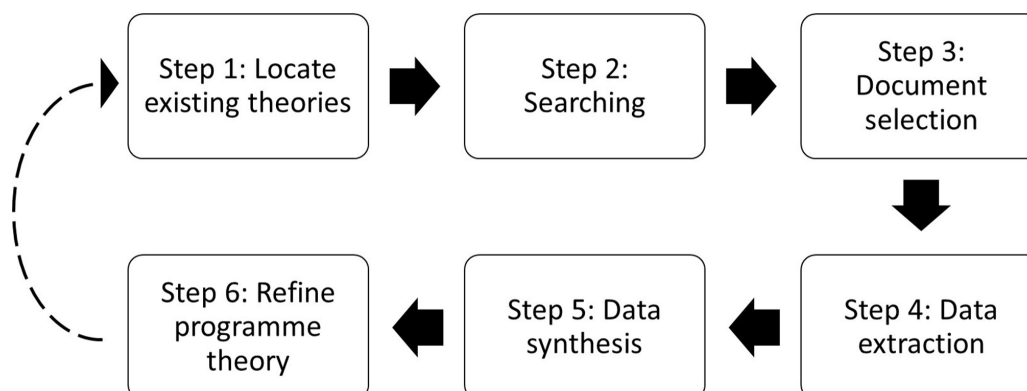 Step 1: Locate
existing theories
Step 2:
Searching
Step 3:
Document
selection
Step 4: Data
extraction
Step 5: Data
synthesis
Step 6: Refine
programme
theory